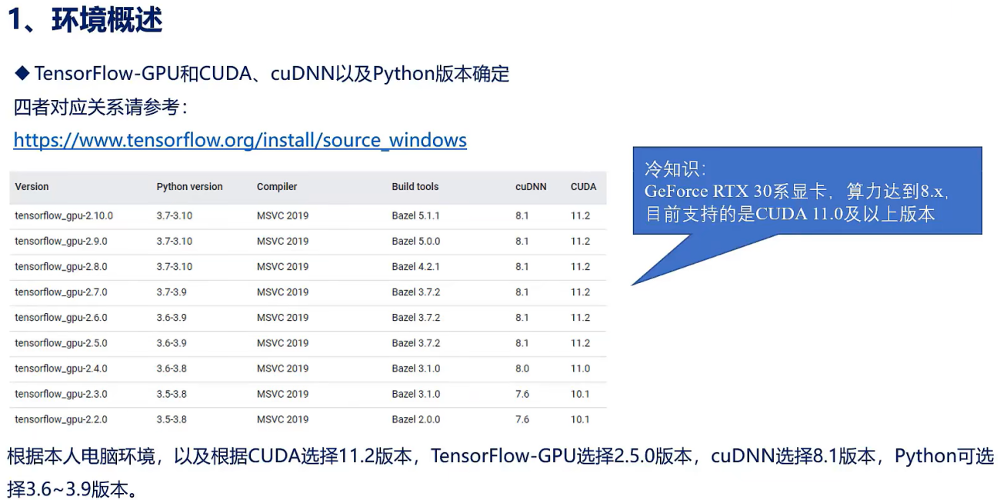 1、环境概述
◆ TensorFlow-GPU和CUDA、cuDNN以及Python版本确定
四者对应关系请参考：
https://www.tensorflow.org/install/source_windows
冷知识：
GeForce RTX 30系显卡，算力达到8.x，
目前支持的是CUDA 11.0及以上版本
Version Python version Compiler Build tools cuDNN CUDA
tensorflow_gpu-2.10.0 3.7-3.10 MSVC 2019 Bazel 5.1.1 8.1 11.2
tensorflow_gpu-2.9.0 3.7-3.10 MSVC 2019 Bazel 5.0.0 8.1 11.2
tensorflow_gpu-2.8.0 3.7-3.10 MSVC 2019 Bazel 4.2.1 8.1 11.2
tensorflow_gpu-2.7.0 3.7-3.9 MSVC 2019 Bazel 3.7.2 8.1 11.2
tensorflow_gpu-2.6.0 3.6-3.9 MSVC 2019 Bazel 3.7.2 8.1 11.2
tensorflow_gpu-2.5.0 3.6-3.9 MSVC 2019 Bazel 3.7.2 8.1 11.2
tensorflow_gpu-2.4.0 3.6-3.8 MSVC 2019 Bazel 3.1.0 8.0 11.0
tensorflow_gpu-2.3.0 3.5-3.8 MSVC 2019 Bazel 3.1.0 7.6 10.1
tensorflow_gpu-2.2.0 3.5-3.8 MSVC 2019 Bazel 2.0.0 7.6 10.1
根据本人电脑环境，以及根据CUDA选择11.2版本，TensorFlow-GPU选择2.5.0版本，cuDNN选择8.1版本，Python可选
择3.6~3.9版本。